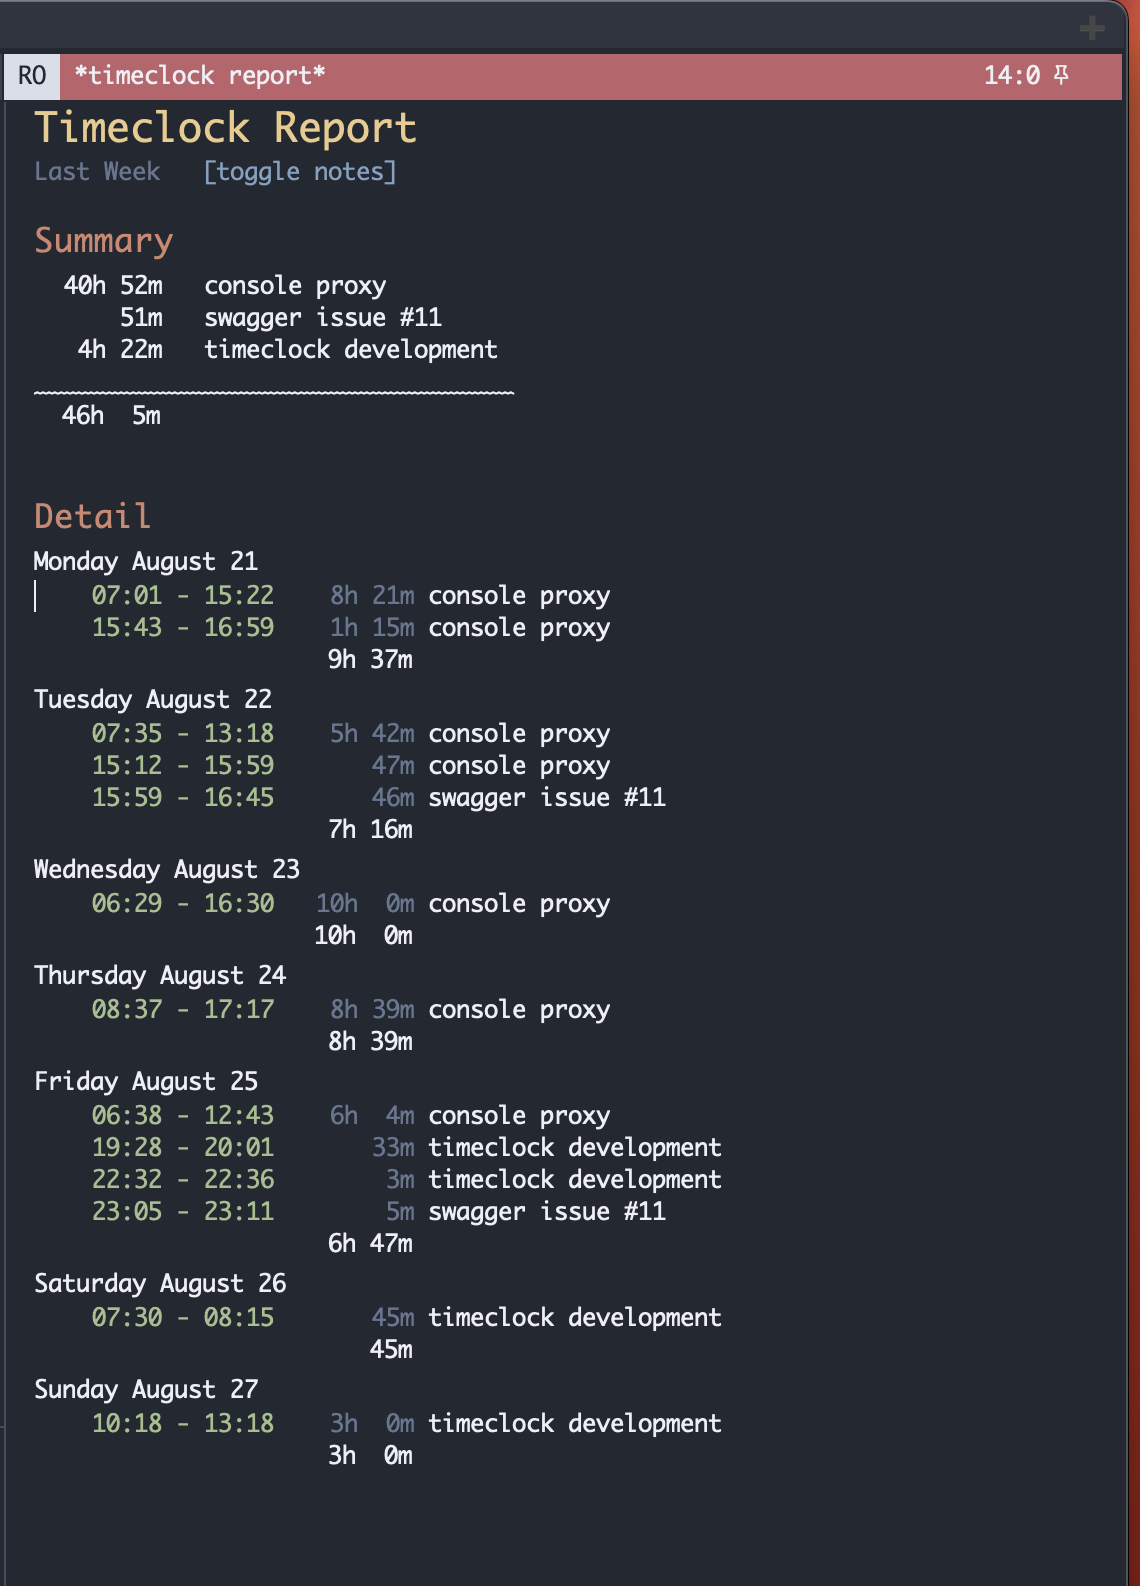 RO *timeclock report* 14:0
Timeclock Report
Last Week [toggle notes]
Summary
40h 52m console proxy
51m swagger issue #11
4h 22m timeclock development
46h 5m
Detail
Monday August 21
07:01 - 15:22 8h 21m console proxy
15:43 - 16:59 1h 15m console proxy
9h 37m
Tuesday August 22
07:35 - 13:18 5h 42m console proxy
15:12 - 15:59 47m console proxy
15:59 - 16:45 46m swagger issue #11
7h 16m
Wednesday August 23
06:29 - 16:30 10h 0m console proxy
10h 0m
Thursday August 24
08:37 - 17:17 8h 39m console proxy
8h 39m
Friday August 25
06:38 - 12:43 6h 4m console proxy
19:28 - 20:01 33m timeclock development
22:32 - 22:36 3m timeclock development
23:05 - 23:11 5m swagger issue #11
6h 47m
Saturday August 26
07:30 - 08:15 45m timeclock development
45m
Sunday August 27
10:18 - 13:18 3h 0m timeclock development
3h 0m